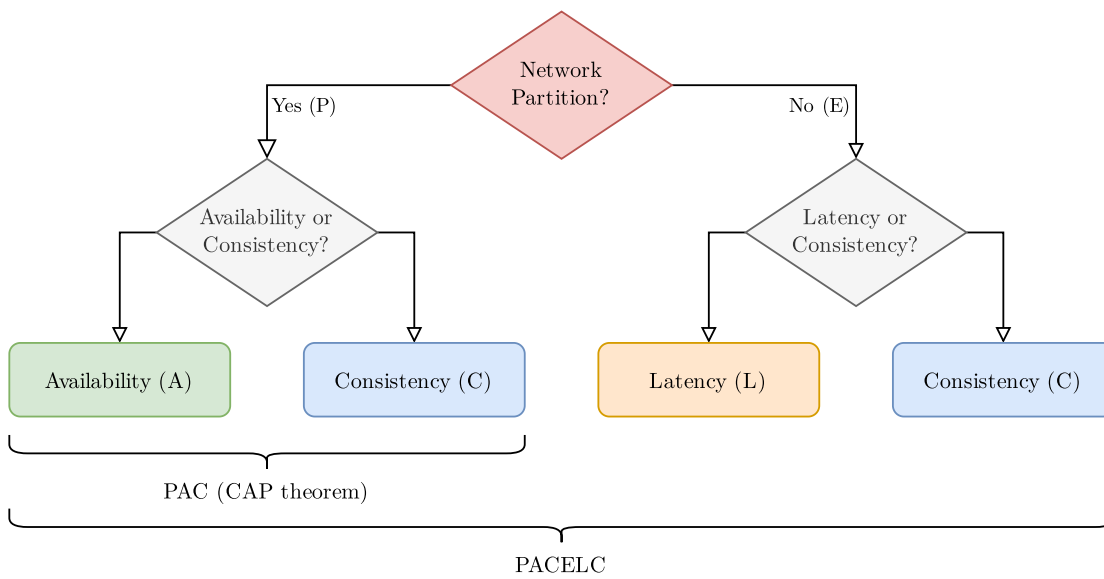 Network
Partition?
Yes (P)
No (E)
Availability or
Consistency?
Latency or
Consistency?
Availability (A)
Consistency (C)
Latency (L)
Consistency (C)
PAC (CAP theorem)
PACELC